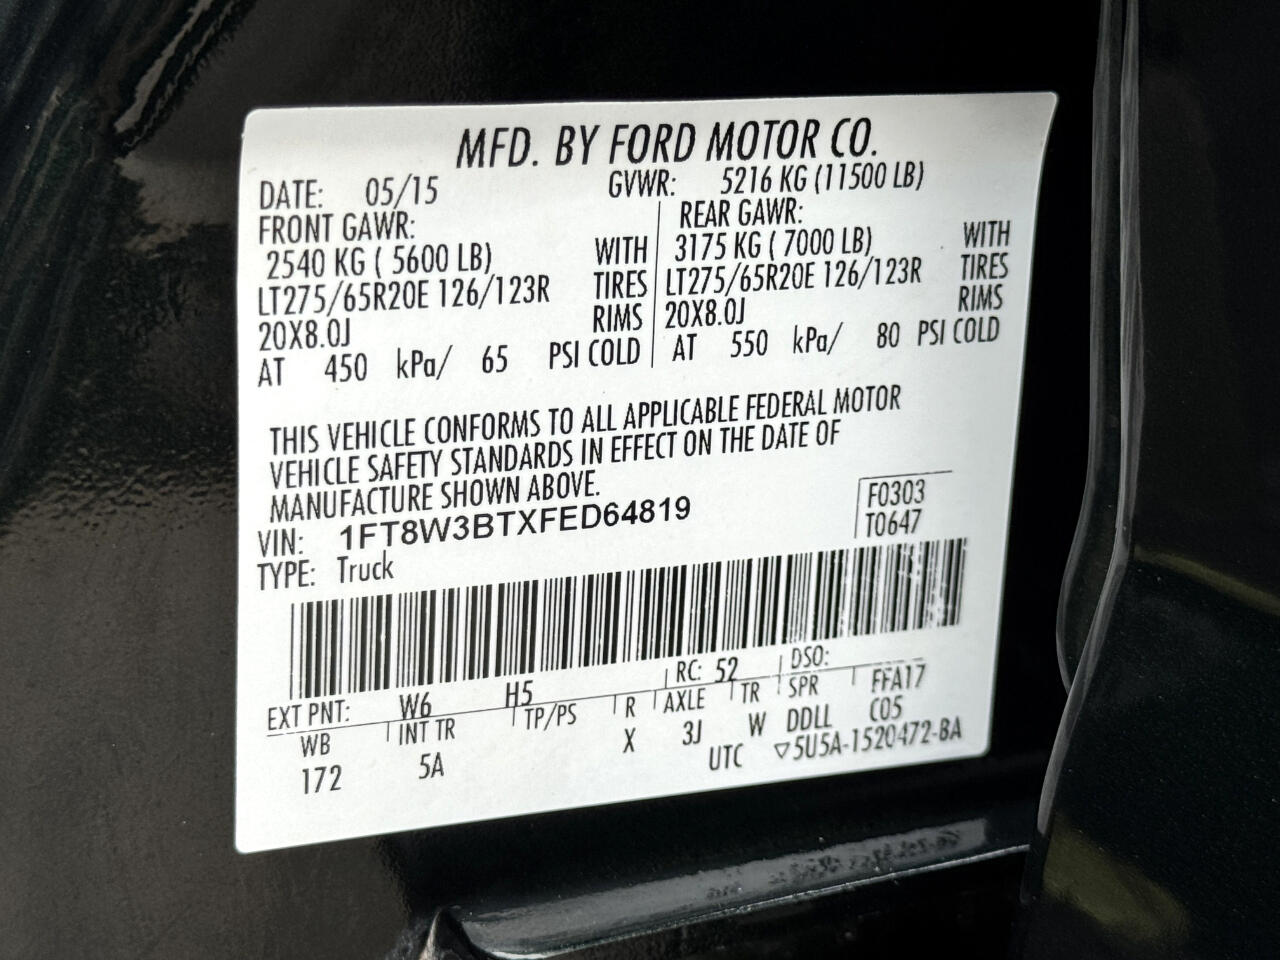 MFD. BY FORD MOTOR CO.
DATE: 05/15 GVWR: 5216 KG (11500 LB)
FRONT GAWR: REAR GAWR:
2540 KG ( 5600 LB) WITH 3175 KG ( 7000 LB) WITH
LT275/65R20E 126/123R TIRES LT275/65R20E 126/123R TIRES
20X8.0J RIMS 20X8.0J RIMS
AT 450 kPa/ 65 PSI COLD AT 550 kPa/ 80 PSI COLD
THIS VEHICLE CONFORMS TO ALL APPLICABLE FEDERAL MOTOR
VEHICLE SAFETY STANDARDS IN EFFECT ON THE DATE OF
MANUFACTURE SHOWN ABOVE.
VIN: 1FT8W3BTXFED64819
F0303
T0647
TYPE: Truck
EXT PNT: W6 H5 RC: 52 DSO:
WB INT TR TP/PS R AXLE TR SPR FFA17
172 5A X 3J W DDLL C05
UTC ▽5U5A-1520472-BA